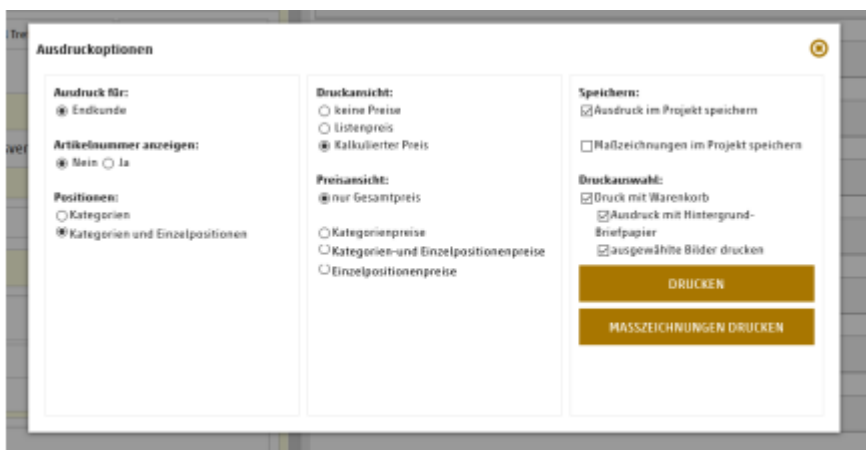 Tre
sver
Ausdruckoptionen
Ausdruck für:
Endkunde
Artikelnummer anzeigen:
Nein Ja
Positionen:
Kategorien
Kategorien und Einzelpositionen
Druckansicht:
keine Preise
Listenpreis
Kalkulierter Preis
Preisansicht:
nur Gesamtpreis
Kategorienpreise
Kategorien-und Einzelpositionenpreise
Einzelpositionenpreise
Speichern:
Ausdruck im Projekt speichern
Maßzeichnungen im Projekt speichern
Druckauswahl:
Druck mit Warenkorb
Ausdruck mit Hintergrund-
Briefpapier
ausgewählte Bilder drucken
DRUCKEN
MASSZEICHNUNGEN DRUCKEN